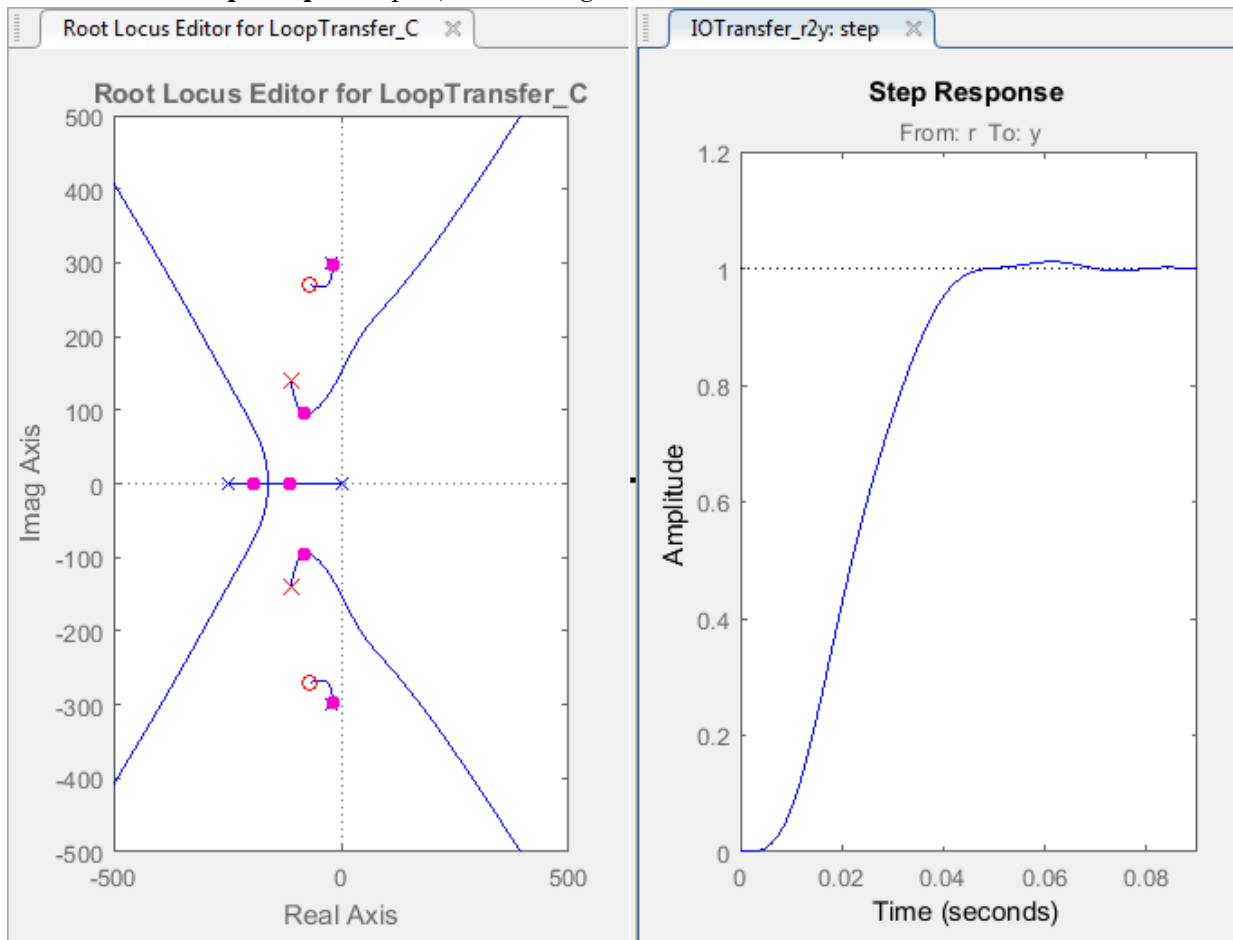 Root Locus Editor for LoopTransfer_C
Root Locus Editor for LoopTransfer_C
500
400
300
200
100
0
-100
-200
-300
-400
-500
Imag Axis
-500
0
500
Real Axis
IOTransfer_r2y: step
Step Response
From: r To: y
1.2
1
0.8
0.6
0.4
0.2
0
Amplitude
0
0.02
0.04
0.06
0.08
Time (seconds)